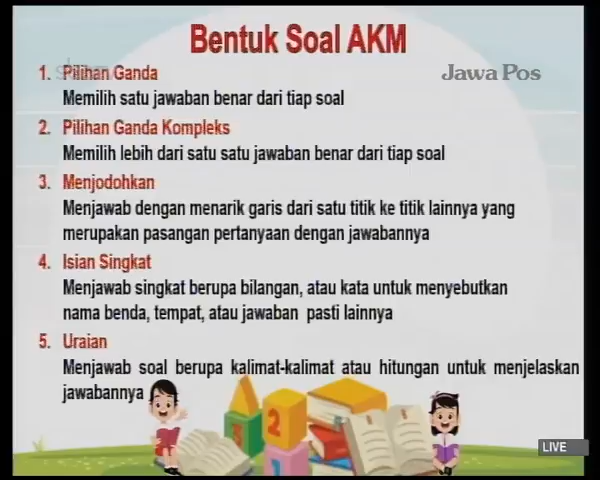 Bentuk Soal AKM
Jawa Pos
1. Pilihan Ganda
Memilih satu jawaban benar dari tiap soal
2. Pilihan Ganda Kompleks
Memilih lebih dari satu satu jawaban benar dari tiap soal
3. Menjodohkan
Menjawab dengan menarik garis dari satu titik ke titik lainnya yang
merupakan pasangan pertanyaan dengan jawabannya
4. Isian Singkat
Menjawab singkat berupa bilangan, atau kata untuk menyebutkan
nama benda, tempat, atau jawaban pasti lainnya
5. Uraian
Menjawab soal berupa kalimat-kalimat atau hitungan untuk menjelaskan
jawabannya
3
2
1
LIVE